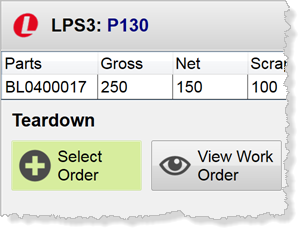 LPS3: P130
Parts Gross Net Scrap
BL0400017 250 150 100
Teardown
Select
Order
View Work
Order